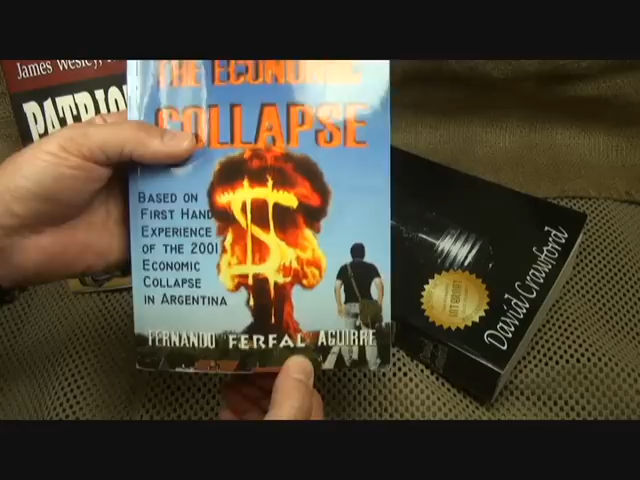 James Wesley,
PATRIO
THE ECONOMIC
COLLAPSE
BASED ON
FIRST HAND
EXPERIENCE
OF THE 2001
ECONOMIC
COLLAPSE
IN ARGENTINA
FERNANDO "FERFAL" AGUIRRE
David Crawford